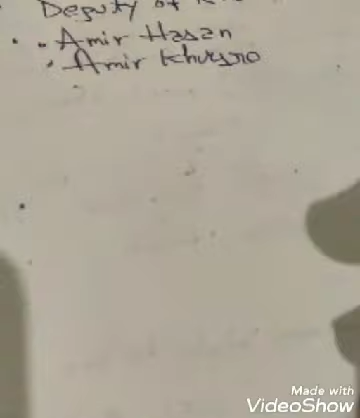 Deputy of
. . Amir Hasan
. Amir Khusro
Made with
VideoShow